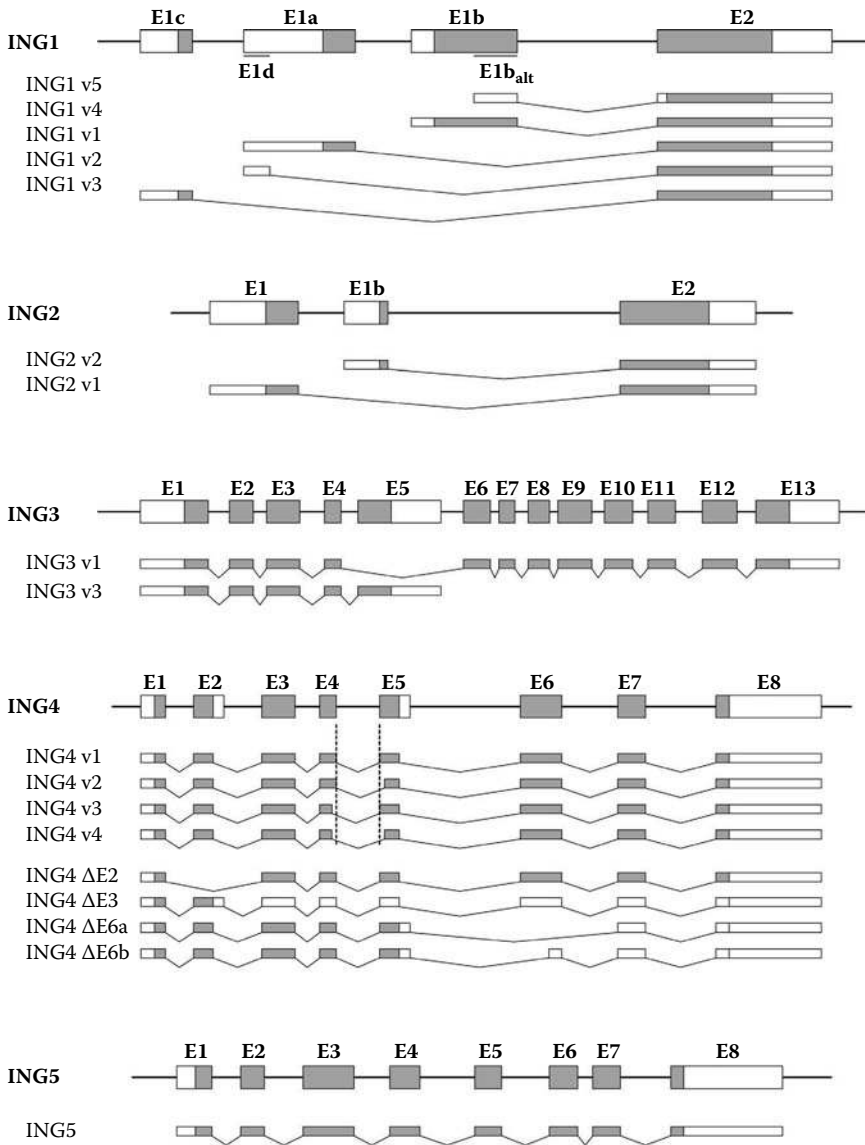 E1c E1a E1b E2
ING1
E1d E1b alt
ING1 v5
ING1 v4
ING1 v1
ING1 v2
ING1 v3
E1 E1b E2
ING2
ING2 v2
ING2 v1
E1 E2 E3 E4 E5 E6 E7 E8 E9 E10 E11 E12 E13
ING3
ING3 v1
ING3 v3
E1 E2 E3 E4 E5 E6 E7 E8
ING4
ING4 v1
ING4 v2
ING4 v3
ING4 v4
ING4 ΔE2
ING4 ΔE3
ING4 ΔE6a
ING4 ΔE6b
E1 E2 E3 E4 E5 E6 E7 E8
ING5
ING5